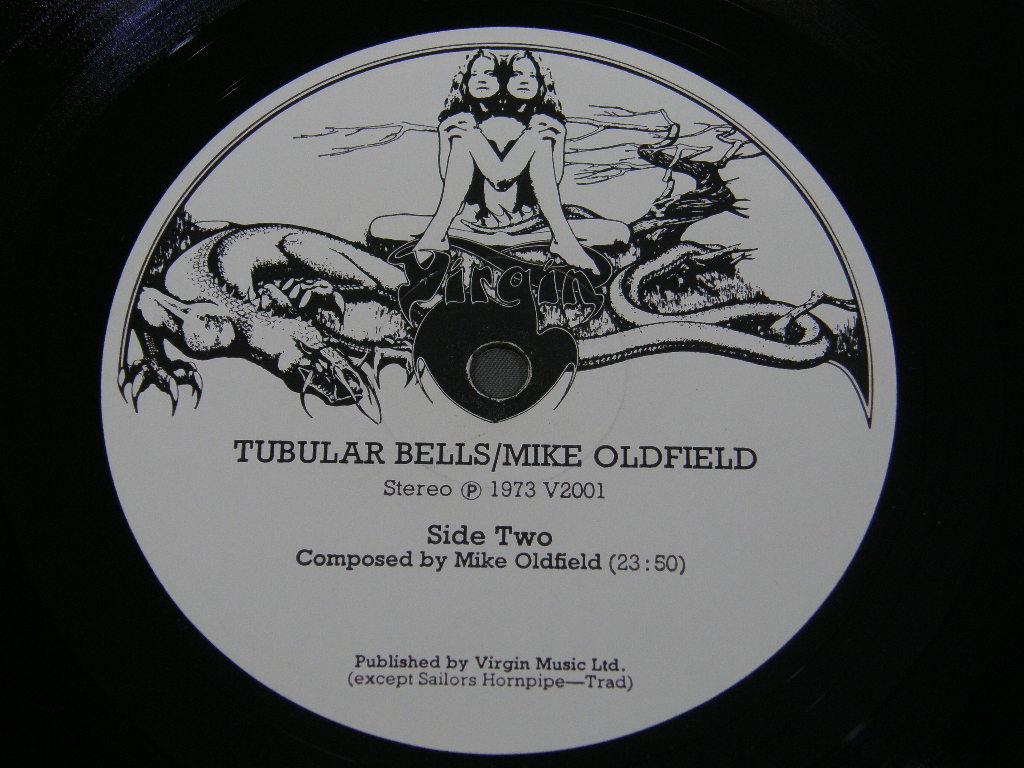 Virgin
TUBULAR BELLS/MIKE OLDFIELD
Stereo Ⓟ 1973 V2001
Side Two
Composed by Mike Oldfield (23:50)
Published by Virgin Music Ltd.
(except Sailors Hornpipe—Trad)